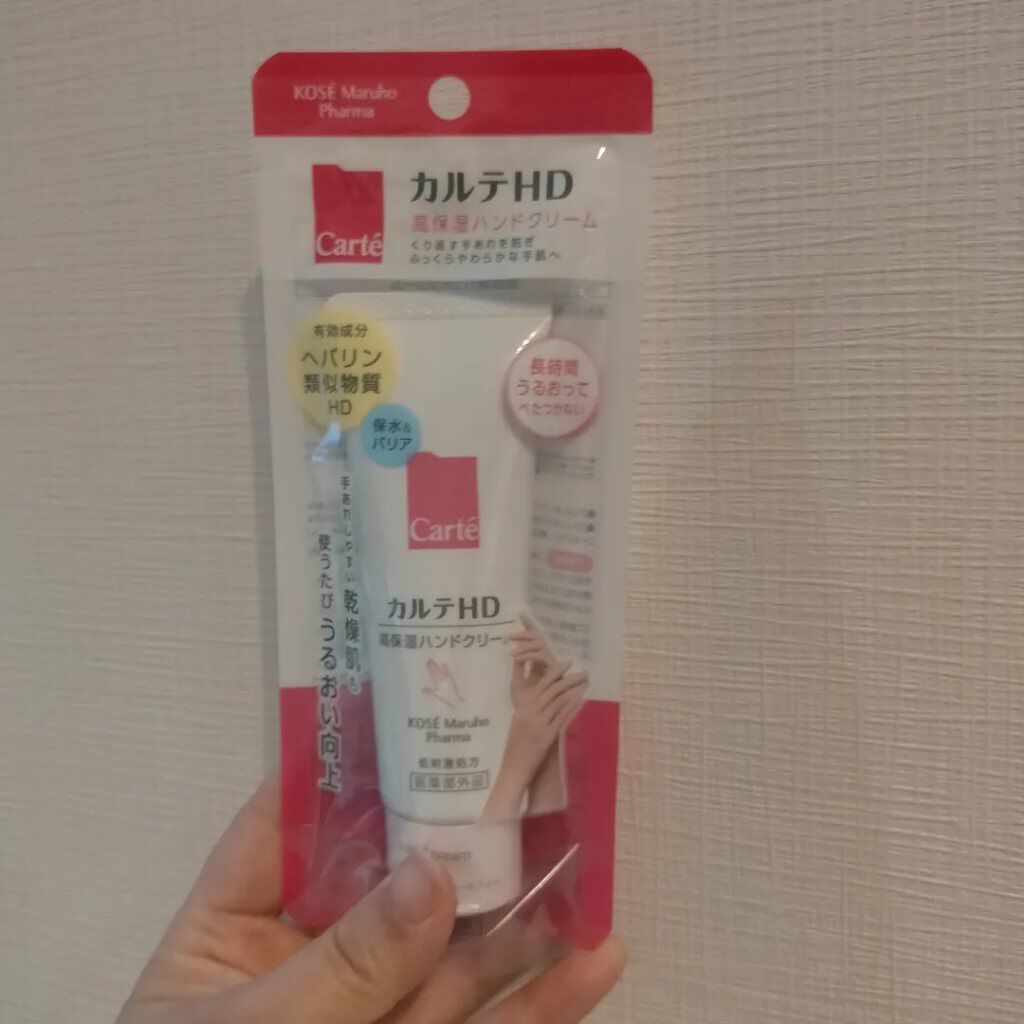 KOSÉ Maruho
Pharma
Carté
カルテHD
高保湿ハンドクリーム
くり返す手あれを防ぎ
ふっくらやわらかな手肌へ
有効成分
ヘパリン
類似物質
HD
保水&
バリア
長時間
うるおって
べたつかない
手あれしやすい乾燥肌も
使うたびうるおい向上
Carté
カルテHD
高保湿ハンドクリー
KOSÉ Maruho
Pharma
低刺激処方
医薬部外品